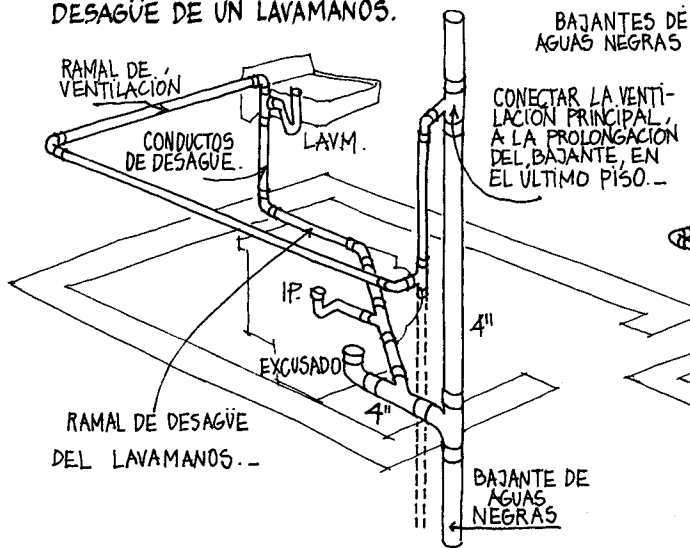 DESAGÜE DE UN LAVAMANOS.
BAJANTES DE
AGUAS NEGRAS
RAMAL DE
VENTILACIÓN
CONDUCTOS
DE DESAGÜE.
LAVM.
CONECTAR LA VENTI-
LACIÓN PRINCIPAL,
A LA PROLONGACIÓN
DEL BAJANTE, EN
EL ÚLTIMO PISO._
I.P.
4"
EXCUSADO
4"
RAMAL DE DESAGÜE
DEL LAVAMANOS._
BAJANTE DE
AGUAS
NEGRAS